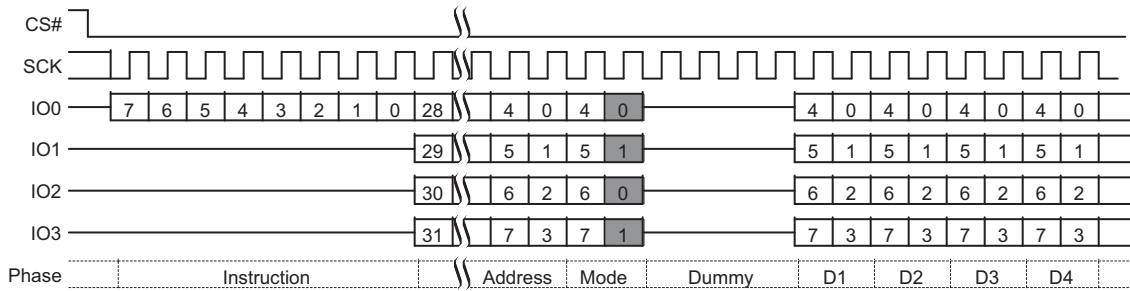 CS#
SCK
IO0 7 6 5 4 3 2 1 0 28 4 0 4 0 4 0 4 0 4 0 4 0
IO1 29 5 1 5 1 5 1 5 1 5 1 5 1
IO2 30 6 2 6 0 6 2 6 2 6 2 6 2
IO3 31 7 3 7 1 7 3 7 3 7 3 7 3
Phase Instruction Address Mode Dummy D1 D2 D3 D4